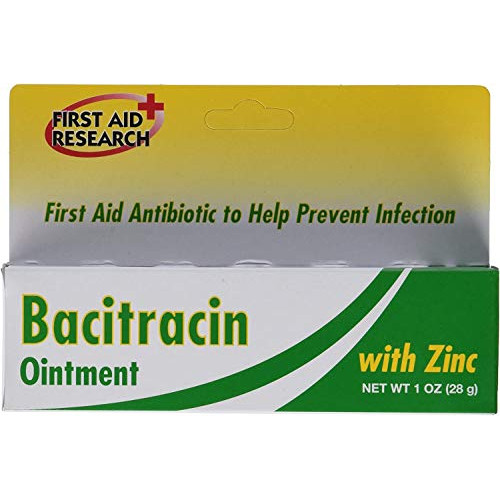 FIRST AID
RESEARCH
First Aid Antibiotic to Help Prevent Infection
Bacitracin
Ointment
with Zinc
NET WT 1 OZ (28 g)